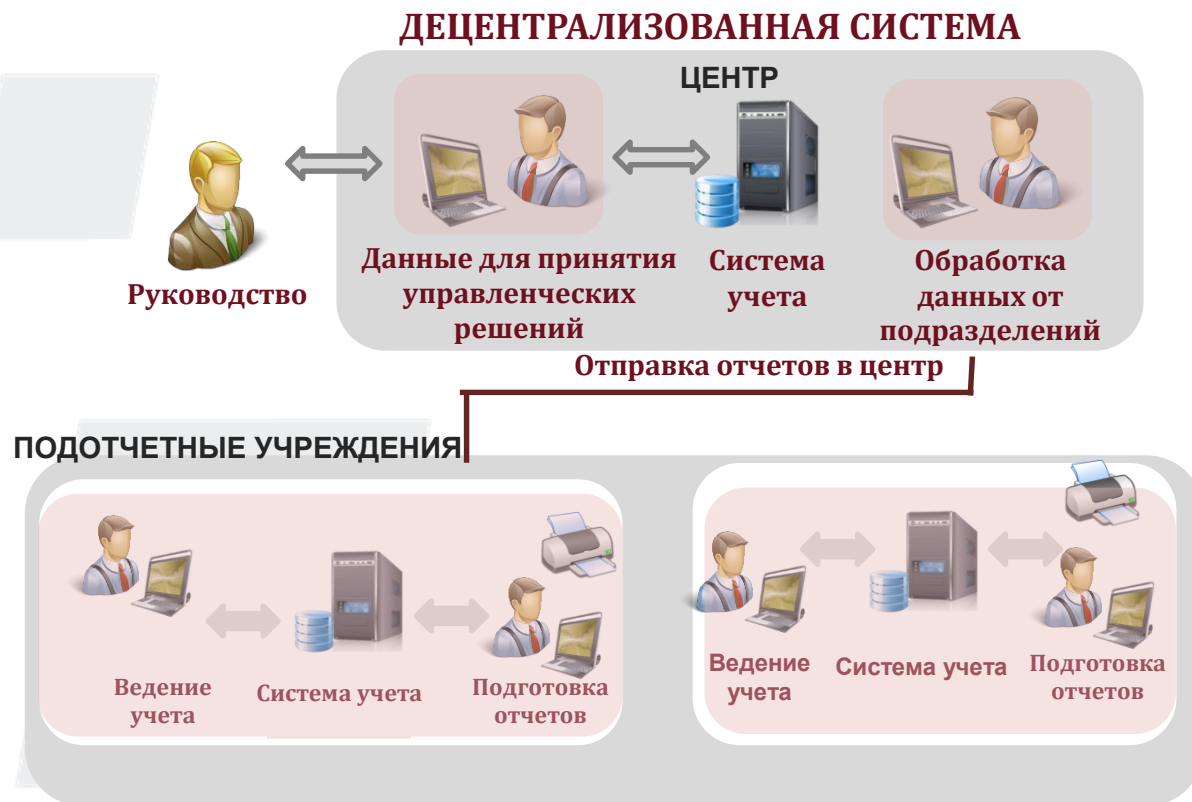 ДЕЦЕНТРАЛИЗОВАННАЯ СИСТЕМА
ЦЕНТР
Руководство
Данные для принятия
управленческих
решений
Система
учета
Обработка
данных от
подразделений
Отправка отчетов в центр
ПОДОТЧЕТНЫЕ УЧРЕЖДЕНИЯ
Ведение
учета
Система учета
Подготовка
отчетов
Ведение
учета
Система учета
Подготовка
отчетов